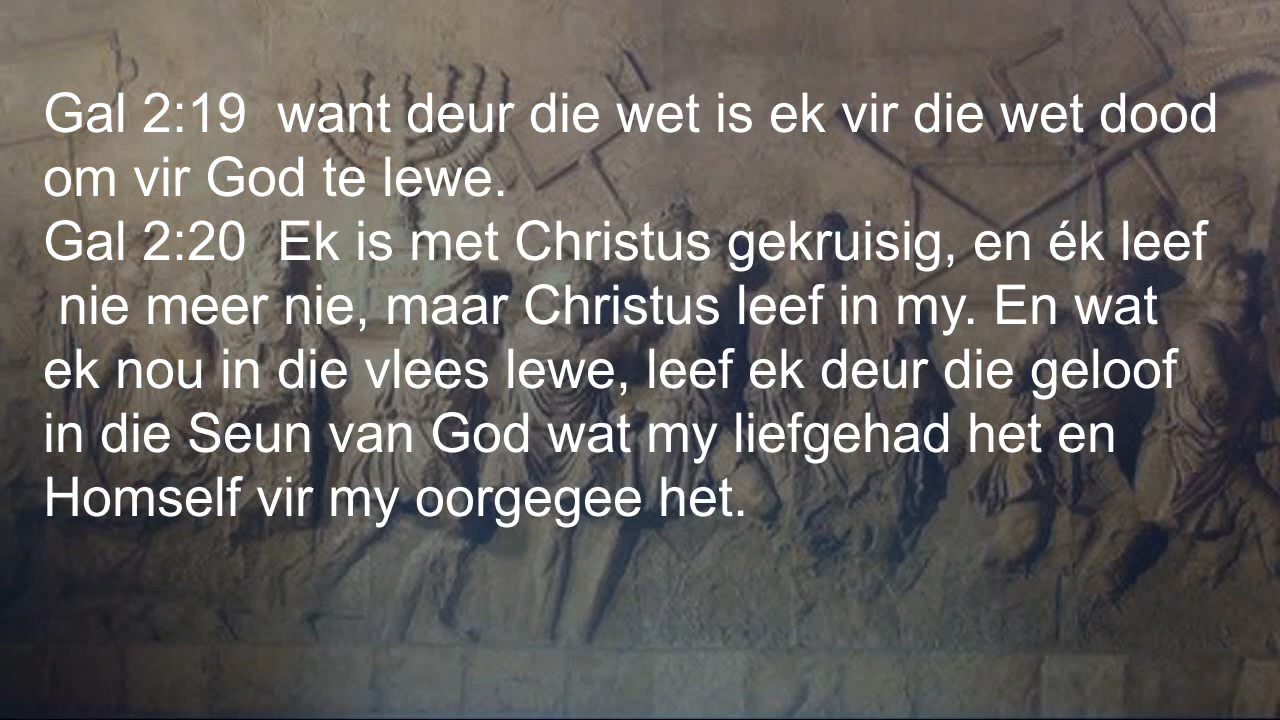 Gal 2:19  want deur die wet is ek vir die wet dood
om vir God te lewe.
Gal 2:20  Ek is met Christus gekruisig, en ék leef
nie meer nie, maar Christus leef in my. En wat
ek nou in die vlees lewe, leef ek deur die geloof
in die Seun van God wat my liefgehad het en
Homself vir my oorgegee het.